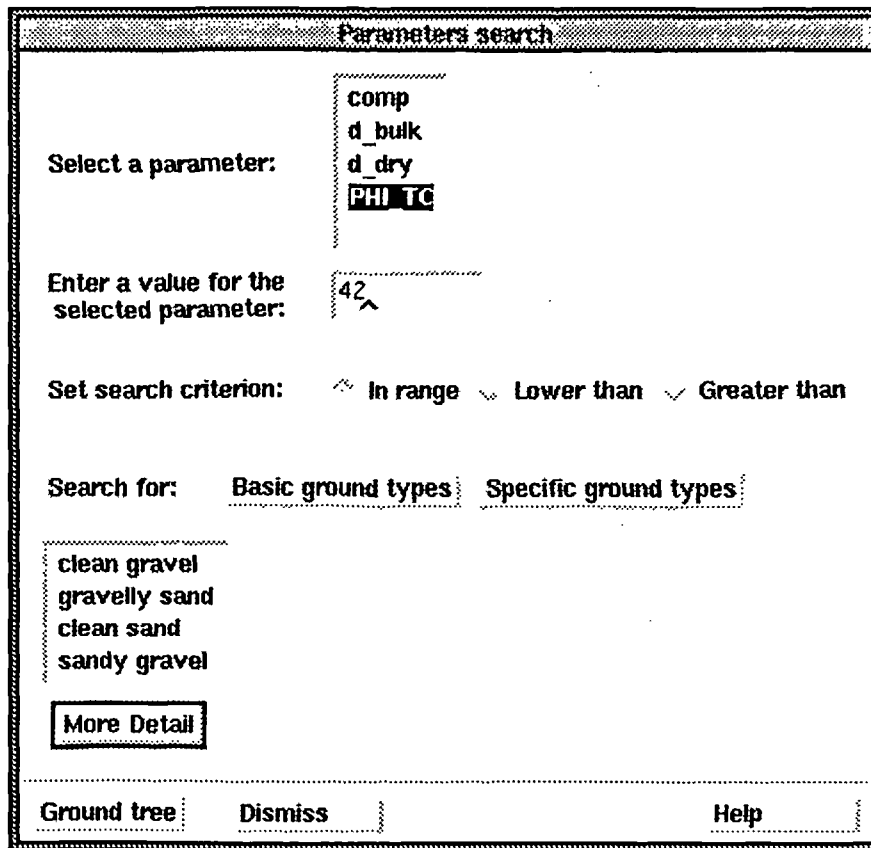 Parameters search
comp
d_bulk
Select a parameter: d_dry
PHI_TC
Enter a value for the
selected parameter: 42
Set search criterion: In range Lower than Greater than
Search for: Basic ground types Specific ground types
clean gravel
gravelly sand
clean sand
sandy gravel
More Detail
Ground tree Dismiss Help